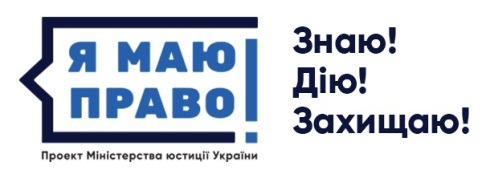 Я МАЮ
ПРАВО!
Проект Міністерства юстиції України
Знаю!
Дію!
Захищаю!